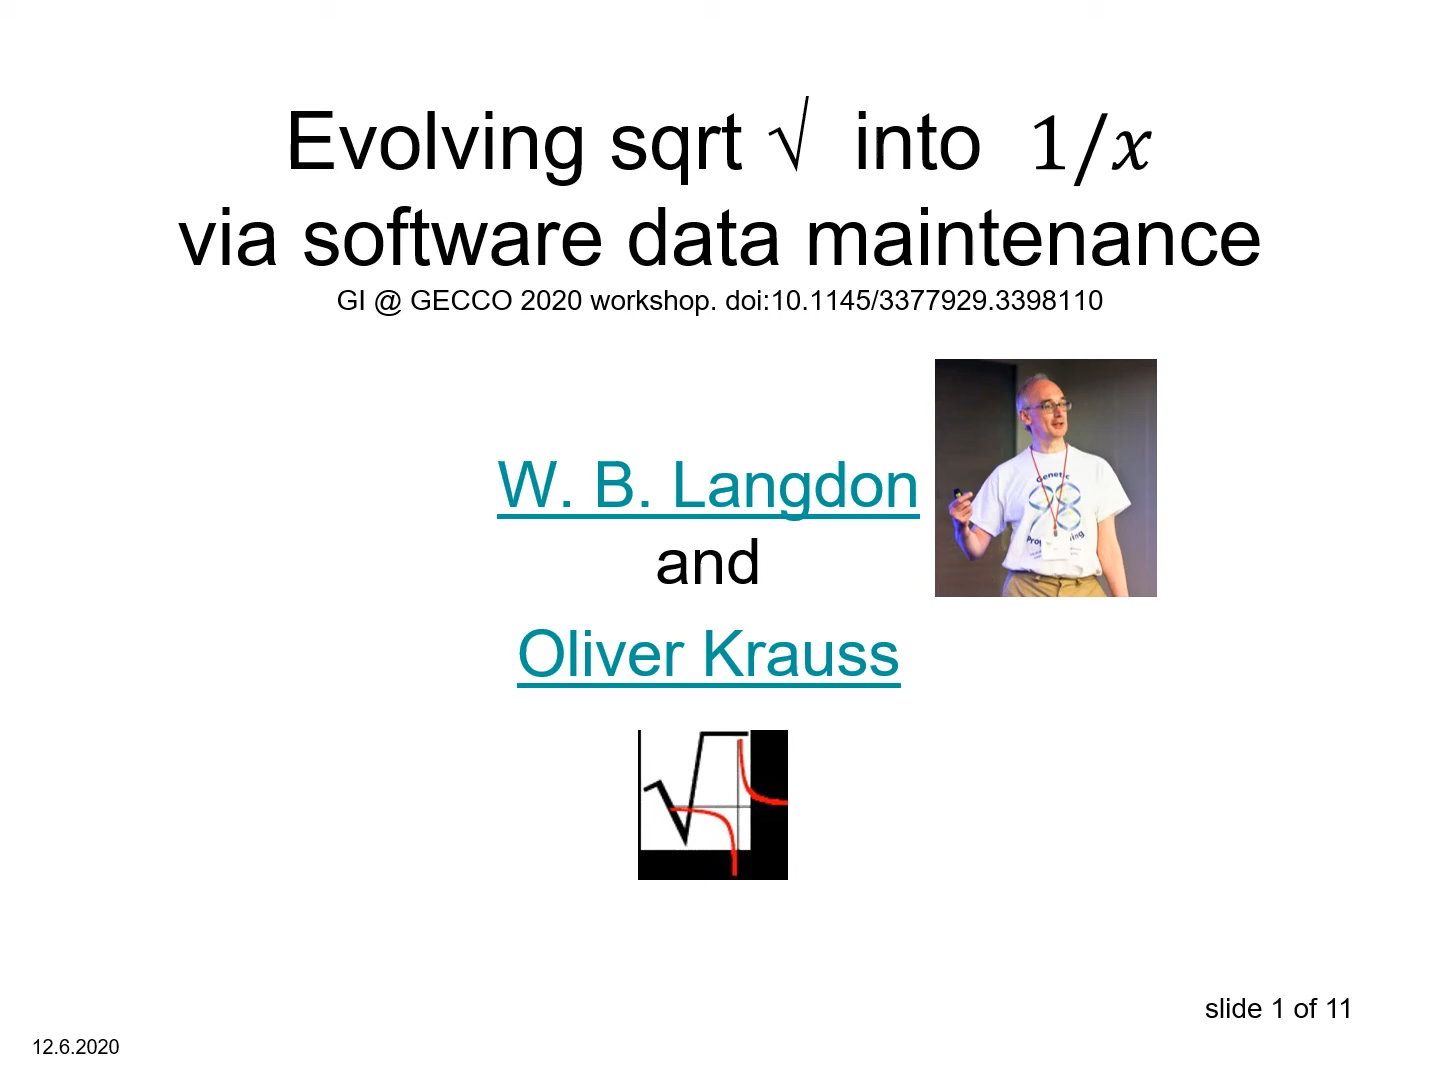 Evolving sqrt √ into 1/x
via software data maintenance
GI @ GECCO 2020 workshop. doi:10.1145/3377929.3398110
W. B. Langdon
and
Oliver Krauss
Genetic
slide 1 of 11
12.6.2020